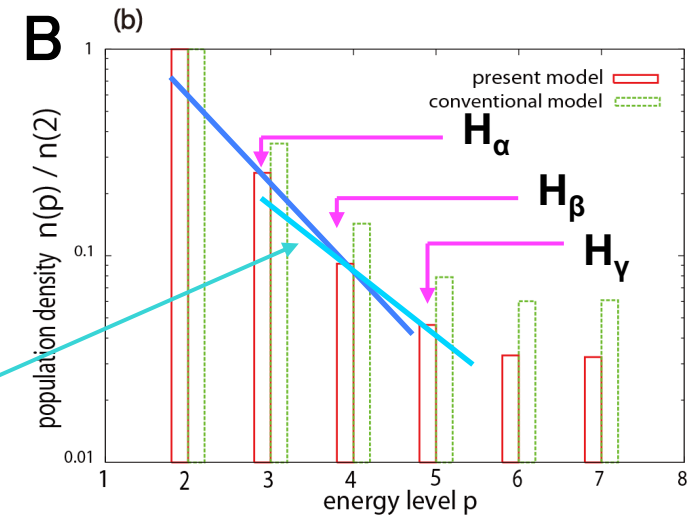 B
(b)
present model
conventional model
Hα
Hβ
Hγ
population density n(p) / n(2)
1
0.1
0.01
1 2 3 4 5 6 7 8
energy level p